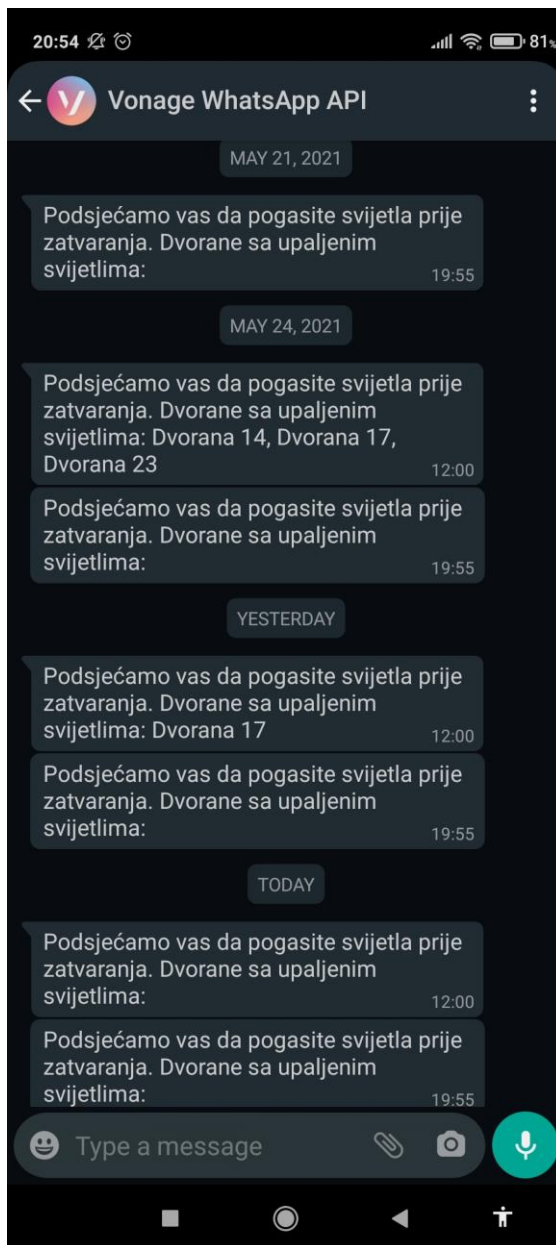 20:54
81%
Vonage WhatsApp API
MAY 21, 2021
Podsjećamo vas da pogasite svijetla prije
zatvaranja. Dvorane sa upaljenim
svijetlima:
19:55
MAY 24, 2021
Podsjećamo vas da pogasite svijetla prije
zatvaranja. Dvorane sa upaljenim
svijetlima: Dvorana 14, Dvorana 17,
Dvorana 23
12:00
Podsjećamo vas da pogasite svijetla prije
zatvaranja. Dvorane sa upaljenim
svijetlima:
19:55
YESTERDAY
Podsjećamo vas da pogasite svijetla prije
zatvaranja. Dvorane sa upaljenim
svijetlima: Dvorana 17
12:00
Podsjećamo vas da pogasite svijetla prije
zatvaranja. Dvorane sa upaljenim
svijetlima:
19:55
TODAY
Podsjećamo vas da pogasite svijetla prije
zatvaranja. Dvorane sa upaljenim
svijetlima:
12:00
Podsjećamo vas da pogasite svijetla prije
zatvaranja. Dvorane sa upaljenim
svijetlima:
19:55
Type a message